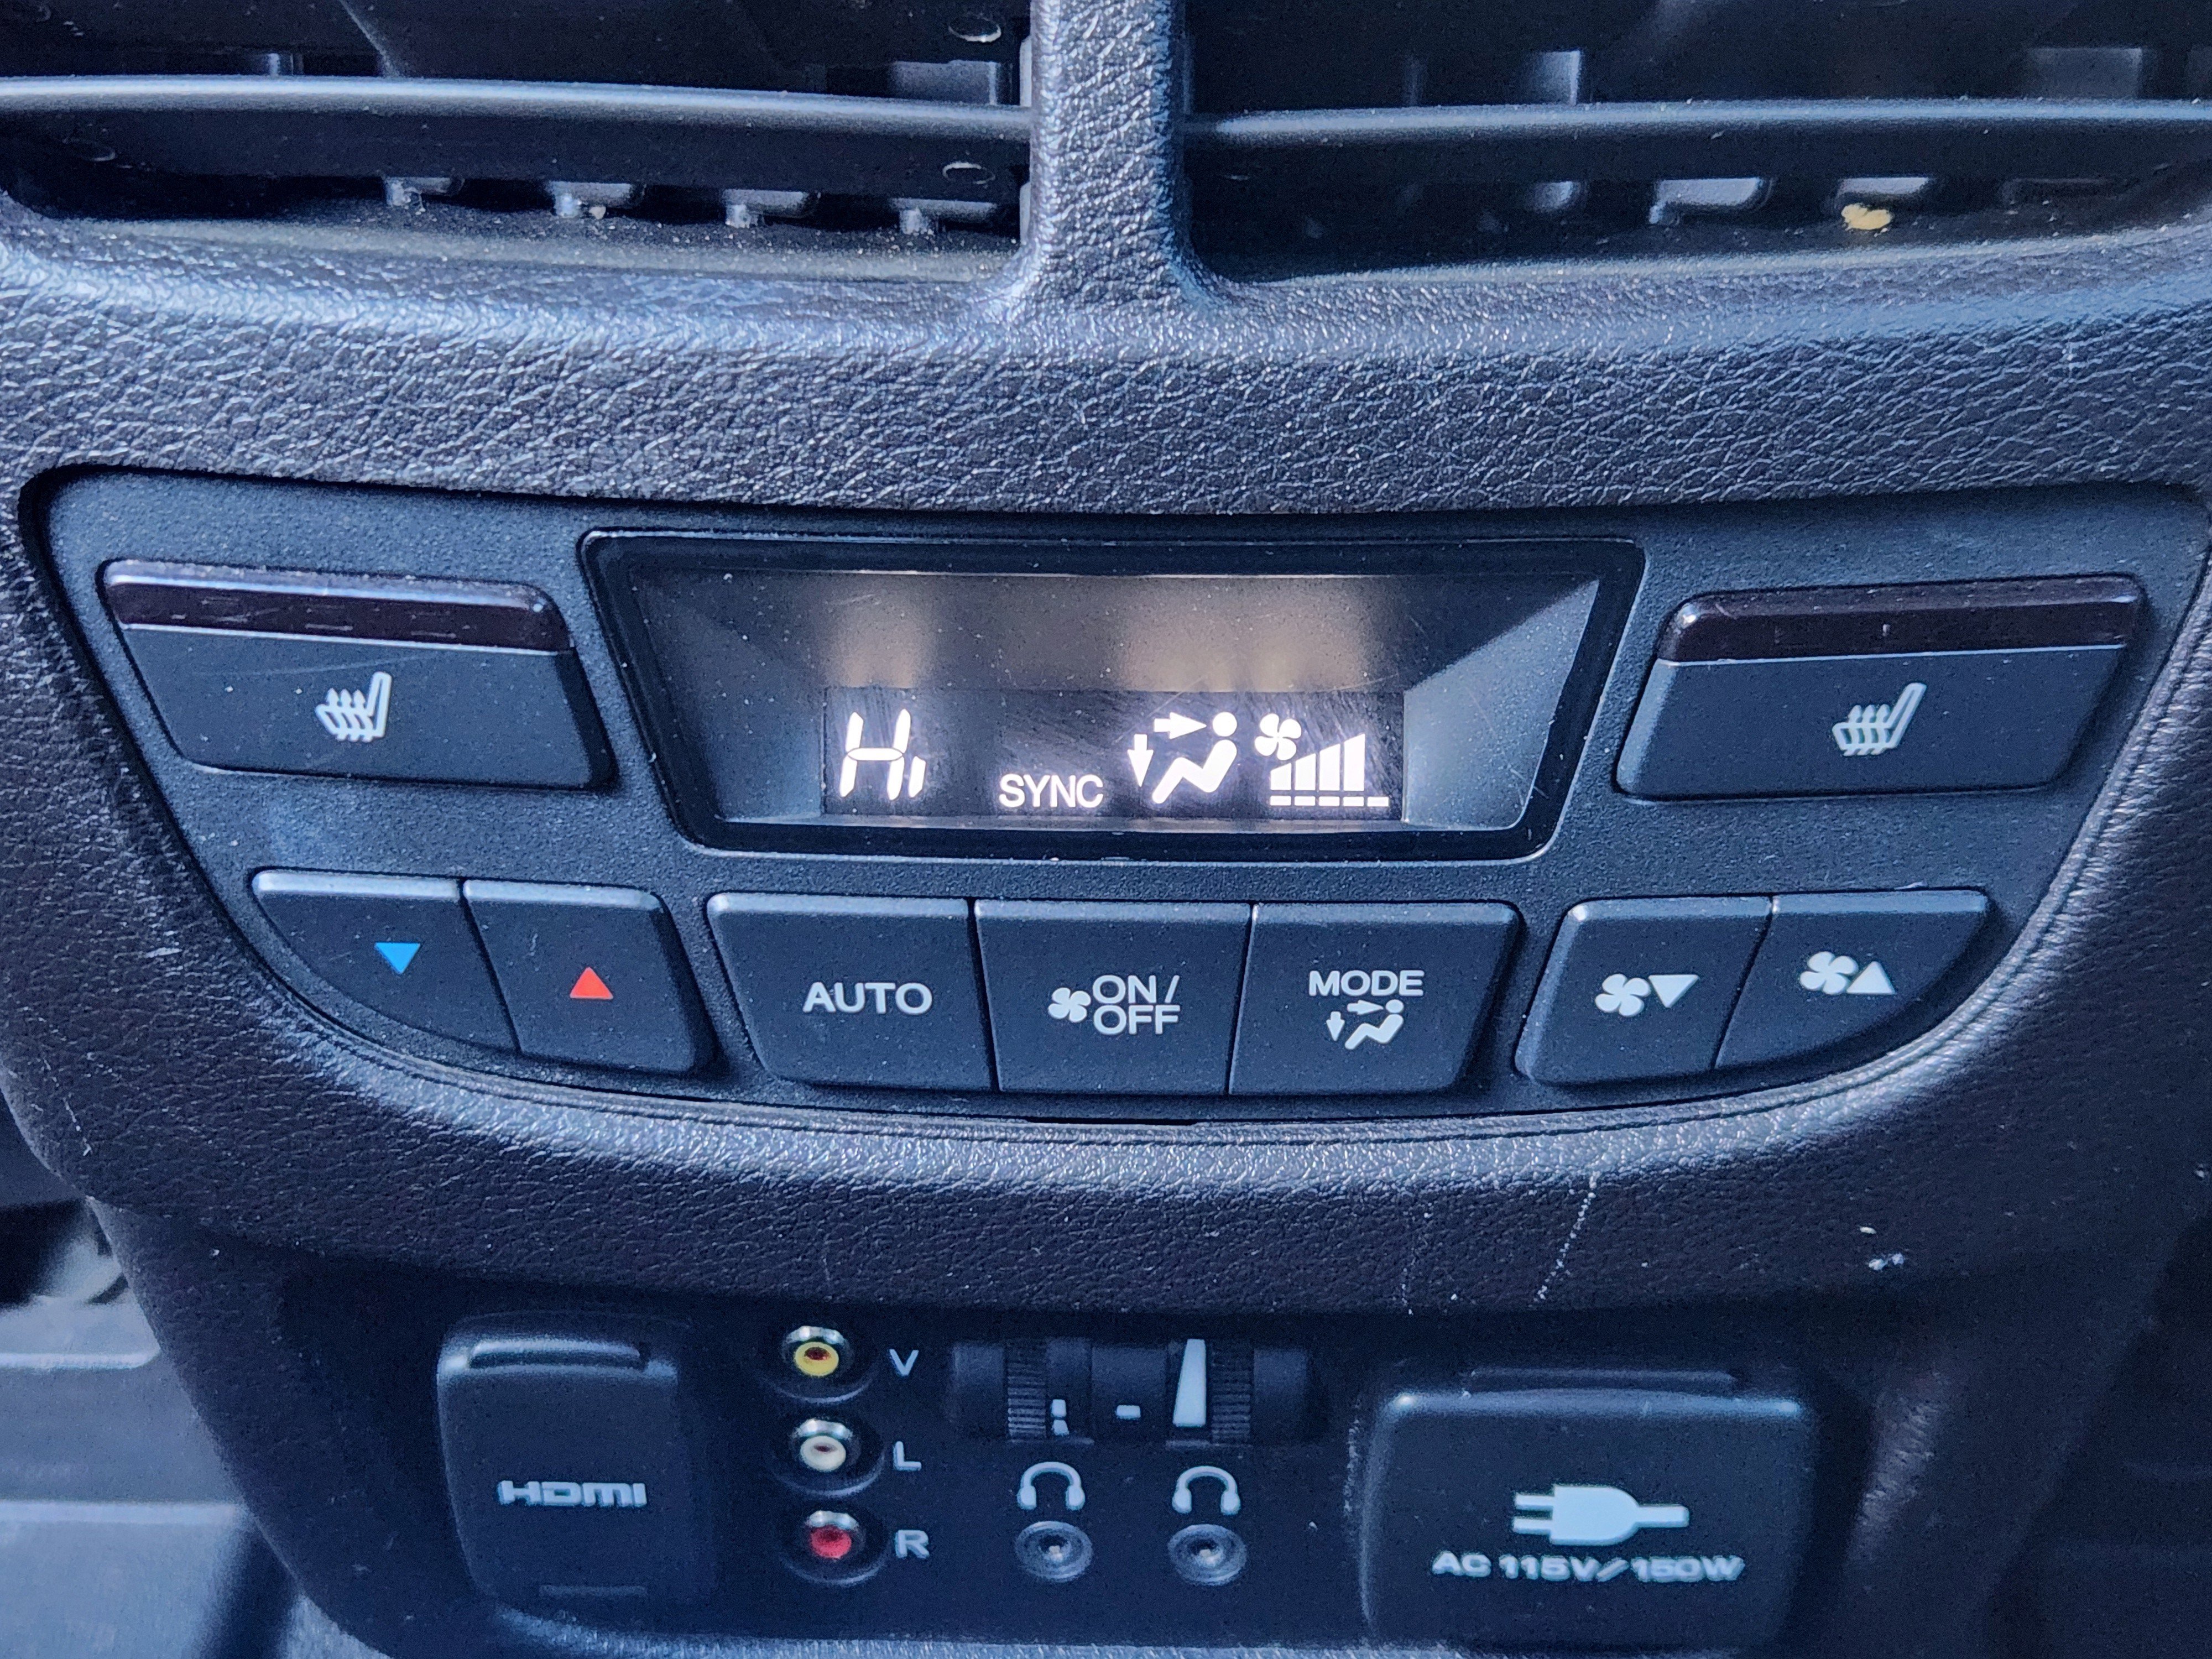 Hi
SYNC
AUTO
ON/
OFF
MODE
HDMI
V
L
R
AC 115V/150W